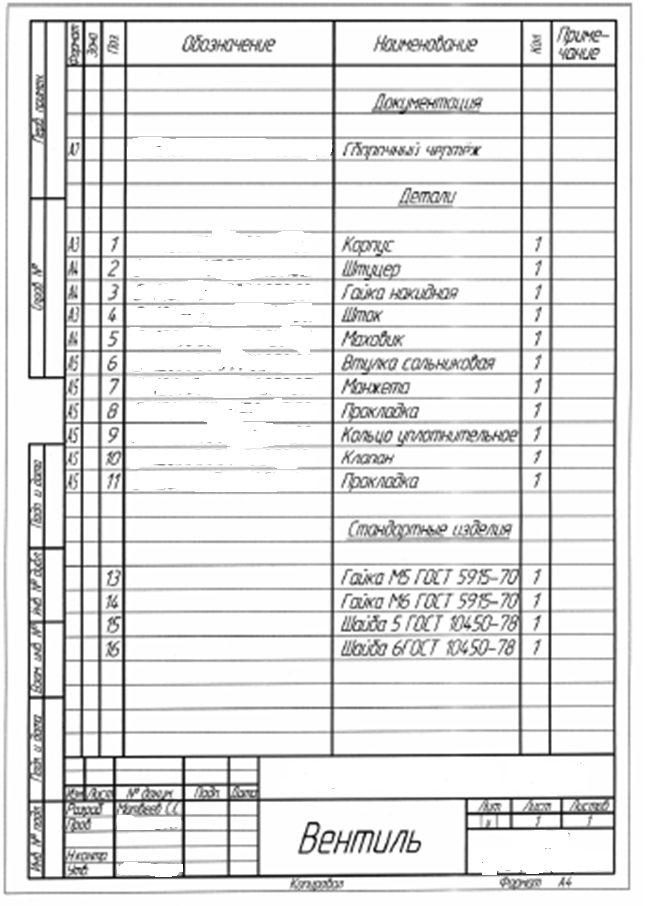 Формат Зона Поз Обозначение Наименование Кол Приме-
чание
Документация
А2 Сборочный чертёж
Детали
А3 1 Корпус 1
А4 2 Штуцер 1
А4 3 Гайка накидная 1
А3 4 Шток 1
А4 5 Маховик 1
А5 6 Втулка сальниковая 1
А5 7 Манжета 1
А5 8 Прокладка 1
А5 9 Кольцо уплотнительное 1
А5 10 Клапан 1
А5 11 Прокладка 1
Стандартные изделия
13 Гайка М5 ГОСТ 5915-70 1
14 Гайка М6 ГОСТ 5915-70 1
15 Шайба 5 ГОСТ 10450-78 1
16 Шайба 6ГОСТ 10450-78 1
Перв. примен.
Справ. №
Подп. и дата
Инв. № дубл.
Взам. инв. №
Подп. и дата
Инв. № подл.
Изм Лист № докум. Подп. Дата
Разраб. Матвеев С.С.
Пров.
Н.контр.
Утв.
Вентиль
Лит. Лист Листов
у 1 1
Копировал Формат А4